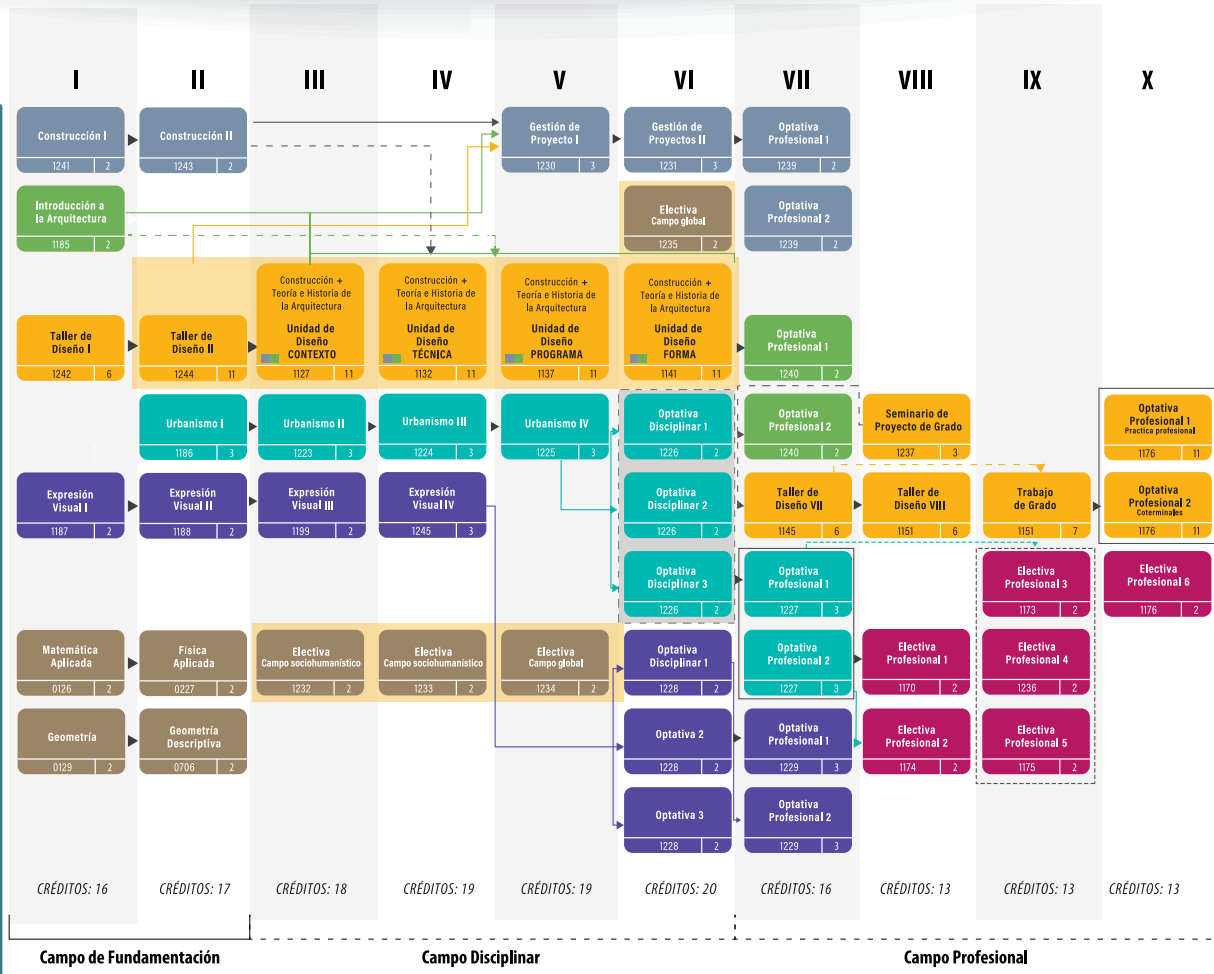 I II III IV V VI VII VIII IX X
Construcción I
1241 2
Construcción II
1243 2
Gestión de
Proyecto I
1230 3
Gestión de
Proyectos II
1231 3
Optativa
Profesional 1
1239 2
Introducción a
la Arquitectura
1185 2
Electiva
Campo global
1235 2
Optativa
Profesional 2
1239 2
Taller de
Diseño I
1242 6
Taller de
Diseño II
1244 11
Construcción +
Teoría e Historia de
la Arquitectura
Unidad de
Diseño
CONTEXTO
1127 11
Construcción +
Teoría e Historia de
la Arquitectura
Unidad de
Diseño
TÉCNICA
1132 11
Construcción +
Teoría e Historia de
la Arquitectura
Unidad de
Diseño
PROGRAMA
1137 11
Construcción +
Teoría e Historia de
la Arquitectura
Unidad de
Diseño
FORMA
1141 11
Optativa
Profesional 1
1240 2
Urbanismo I
1186 3
Urbanismo II
1223 3
Urbanismo III
1224 3
Urbanismo IV
1225 3
Optativa
Disciplinar 1
1226 2
Optativa
Profesional 2
1240 2
Seminario de
Proyecto de Grado
1237 3
Optativa
Profesional 1
Practica profesional
1176 11
Expresión
Visual I
1187 2
Expresión
Visual II
1188 2
Expresión
Visual III
1199 2
Expresión
Visual IV
1245 3
Optativa
Disciplinar 2
1226 2
Taller de
Diseño VII
1145 6
Taller de
Diseño VIII
1151 6
Trabajo
de Grado
1151 7
Optativa
Profesional 2
Coterminales
1176 11
Optativa
Disciplinar 3
1226 2
Optativa
Profesional 1
1227 3
Electiva
Profesional 3
1173 2
Electiva
Profesional 6
1176 2
Matemática
Aplicada
0126 2
Física
Aplicada
0227 2
Electiva
Campo sociohumanístico
1232 2
Electiva
Campo sociohumanístico
1233 2
Electiva
Campo global
1234 2
Optativa
Disciplinar 1
1228 2
Optativa
Profesional 2
1227 3
Electiva
Profesional 1
1170 2
Electiva
Profesional 4
1236 2
Geometría
0129 2
Geometría
Descriptiva
0706 2
Optativa 2
1228 2
Optativa
Profesional 1
1229 3
Electiva
Profesional 2
1174 2
Electiva
Profesional 5
1175 2
Optativa 3
1228 2
Optativa
Profesional 2
1229 3
CRÉDITOS: 16 CRÉDITOS: 17 CRÉDITOS: 18 CRÉDITOS: 19 CRÉDITOS: 19 CRÉDITOS: 20 CRÉDITOS: 16 CRÉDITOS: 13 CRÉDITOS: 13 CRÉDITOS: 13
Campo de Fundamentación Campo Disciplinar Campo Profesional